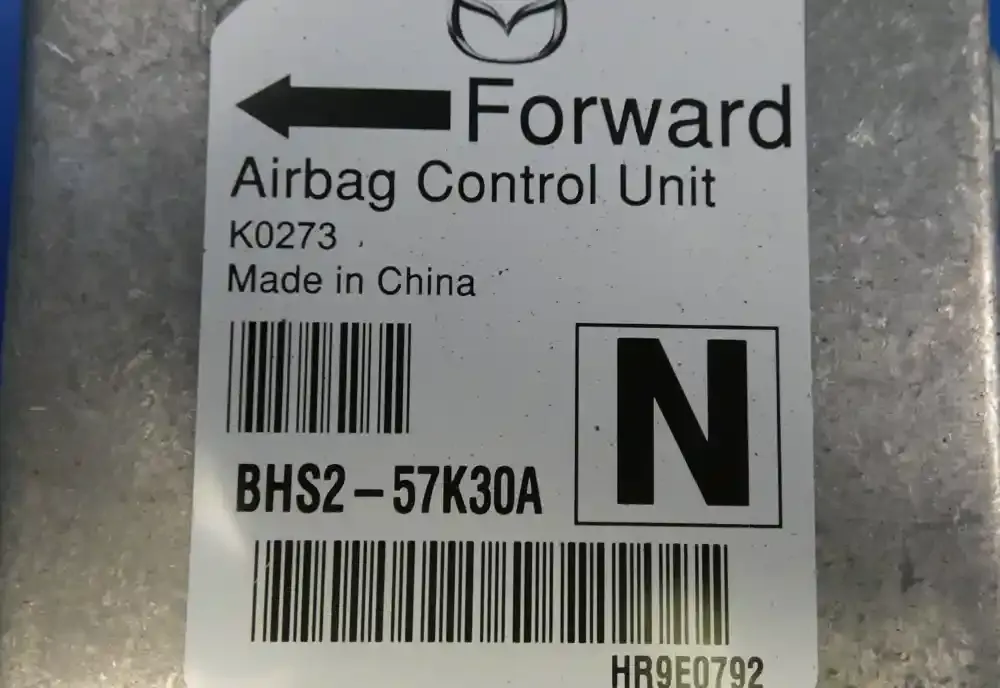 Forward
Airbag Control Unit
K0273
Made in China
N
BHS2-57K30A
HR9E0792